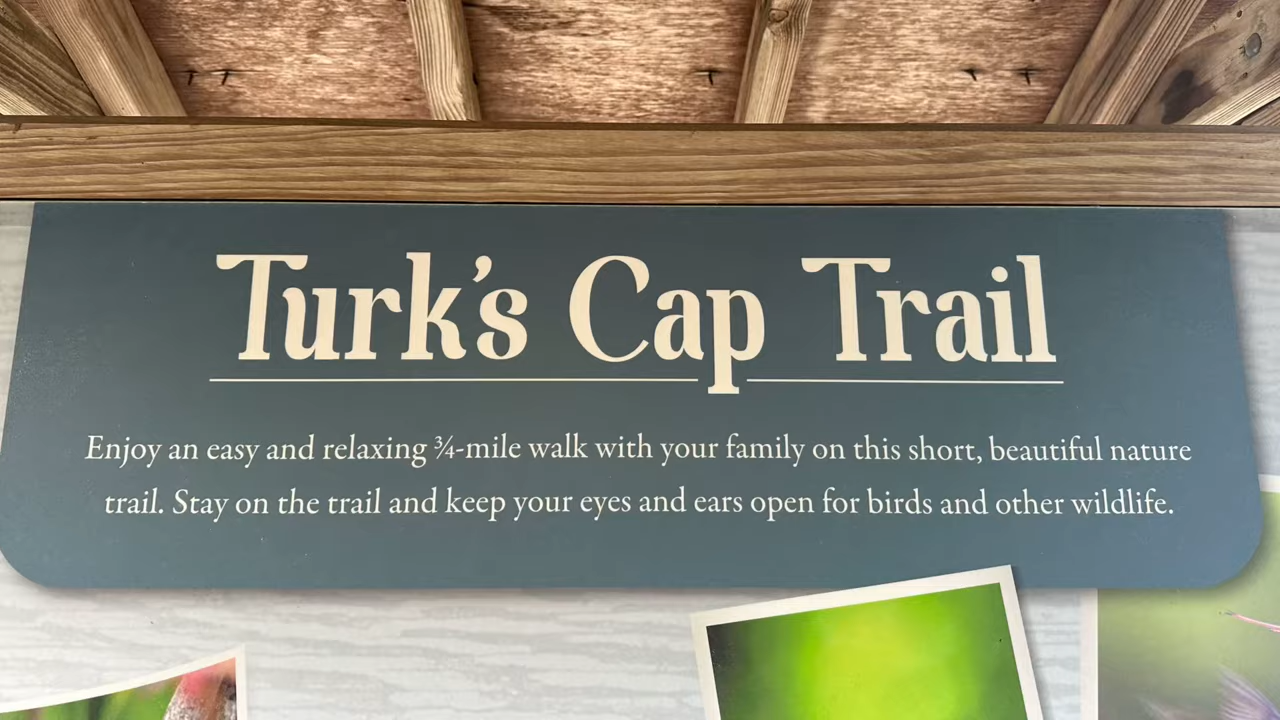 Turk's Cap Trail
Enjoy an easy and relaxing ¾-mile walk with your family on this short, beautiful nature
trail. Stay on the trail and keep your eyes and ears open for birds and other wildlife.